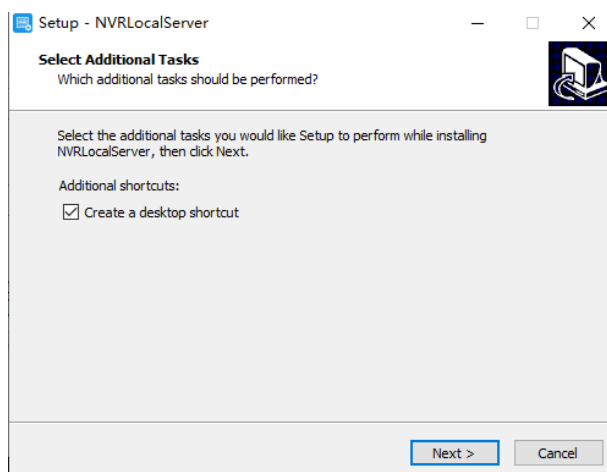 Setup - NVRLocalServer
Select Additional Tasks
Which additional tasks should be performed?
Select the additional tasks you would like Setup to perform while installing
NVRLocalServer, then click Next.
Additional shortcuts:
Create a desktop shortcut
Next >
Cancel